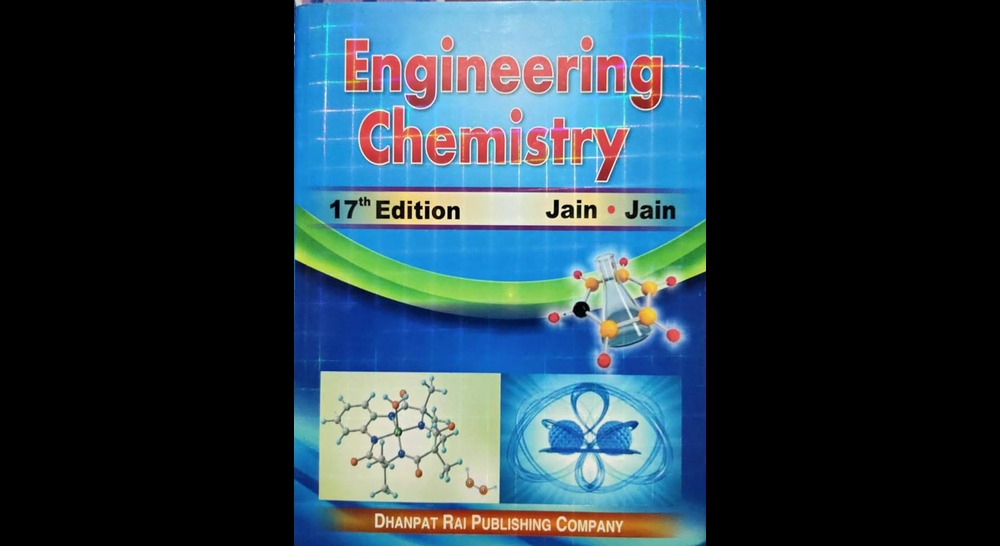 Engineering
Chemistry
17th Edition Jain • Jain
DHANPAT RAI PUBLISHING COMPANY